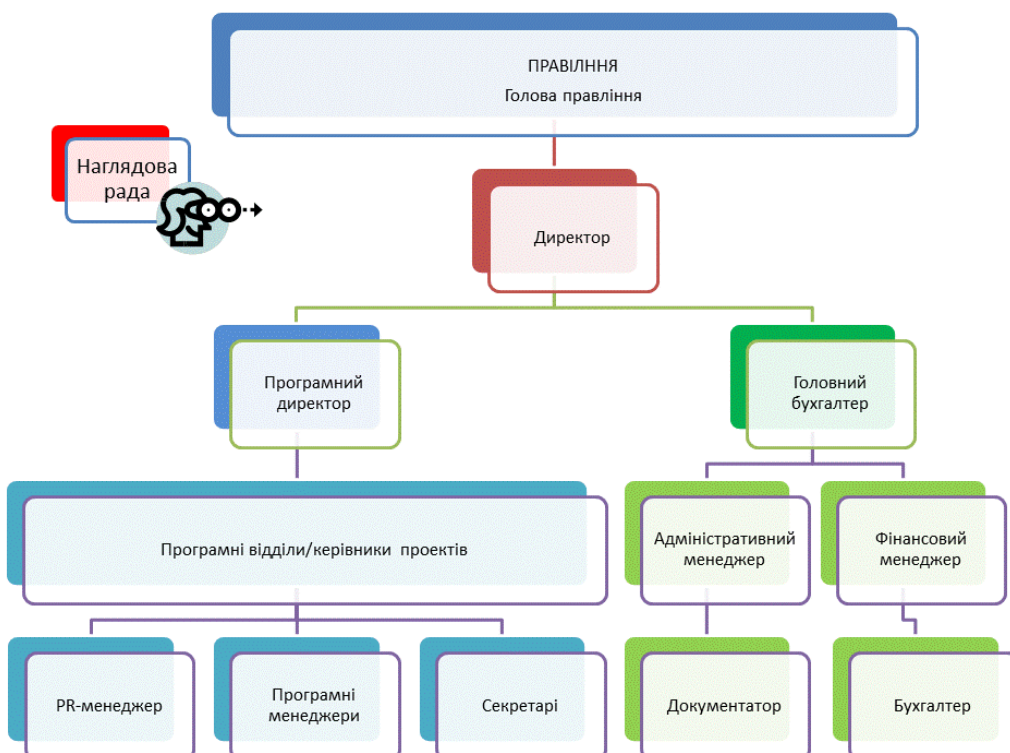 ПРАВІЛННЯ
Голова правління
Наглядова
рада
Директор
Програмний
директор
Головний
бухгалтер
Програмні відділи/керівники проектів
Адміністративний
менеджер
Фінансовий
менеджер
PR-менеджер
Програмні
менеджери
Секретарі
Документатор
Бухгалтер